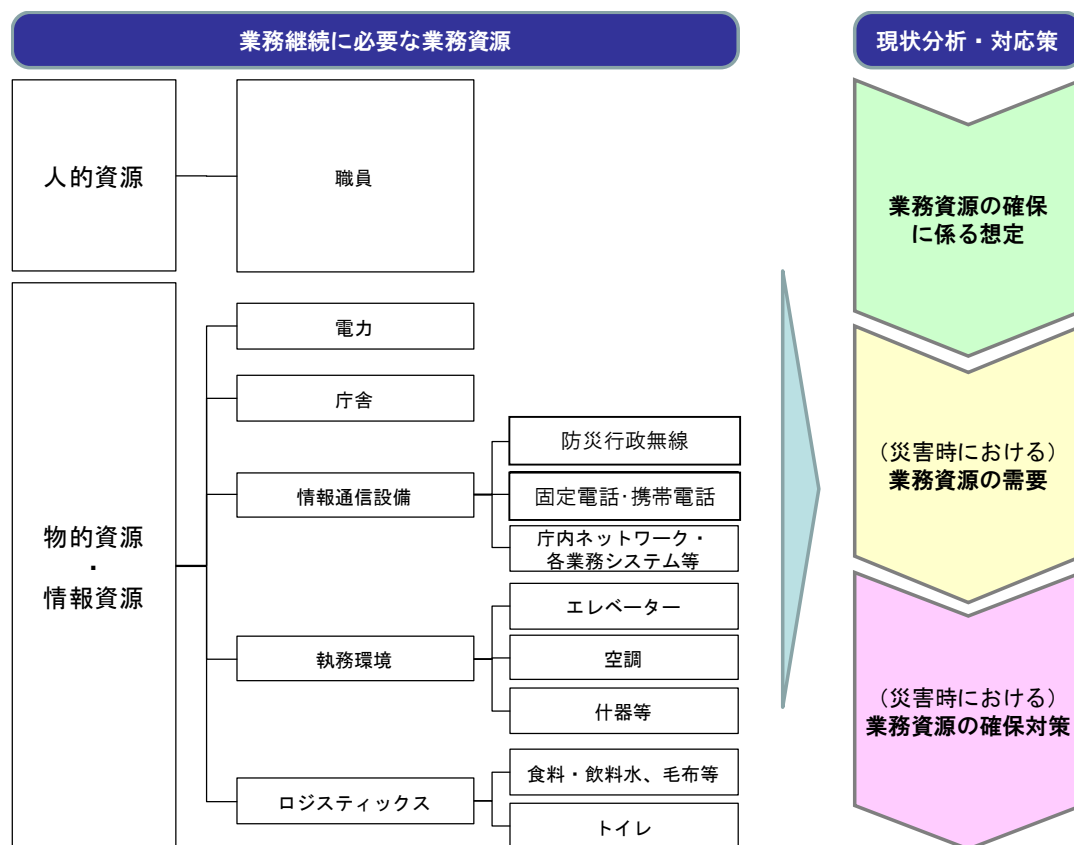 業務継続に必要な業務資源
現状分析・対応策
人的資源
職員
物的資源
・
情報資源
電力
庁舎
情報通信設備
防災行政無線
固定電話・携帯電話
庁内ネットワーク・
各業務システム等
執務環境
エレベーター
空調
什器等
ロジスティックス
食料・飲料水、毛布等
トイレ
業務資源の確保
に係る想定
（災害時における）
業務資源の需要
（災害時における）
業務資源の確保対策